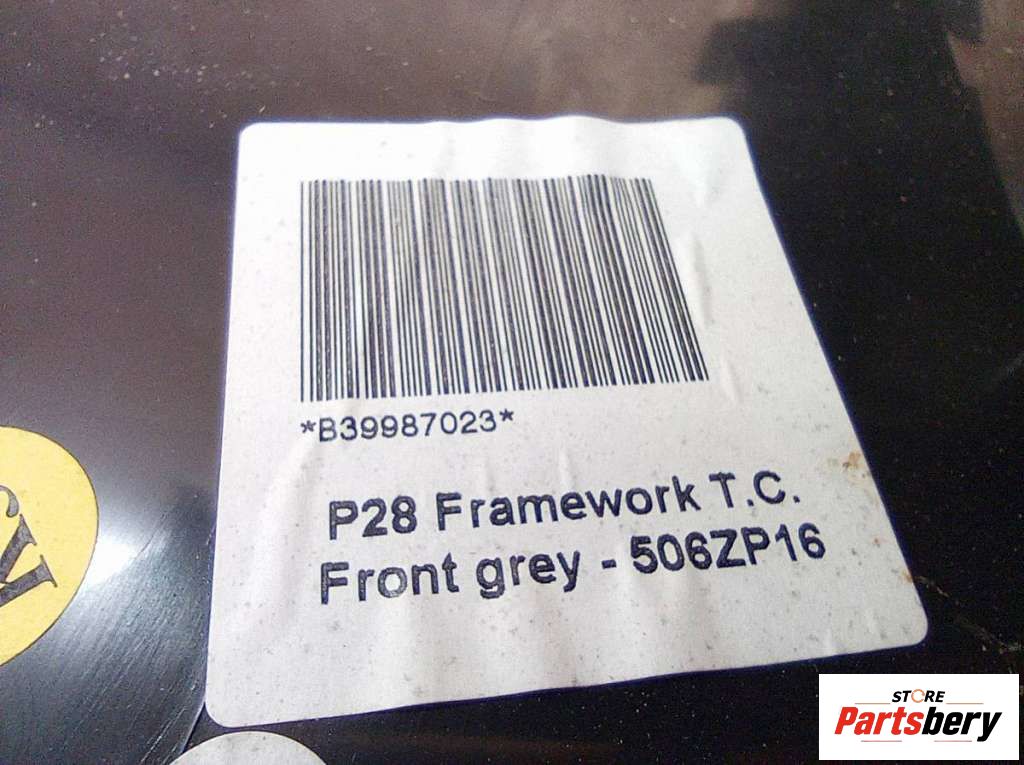 *B39987023*
P28 Framework T.C.
Front grey - 506ZP16
STORE
Partsbery